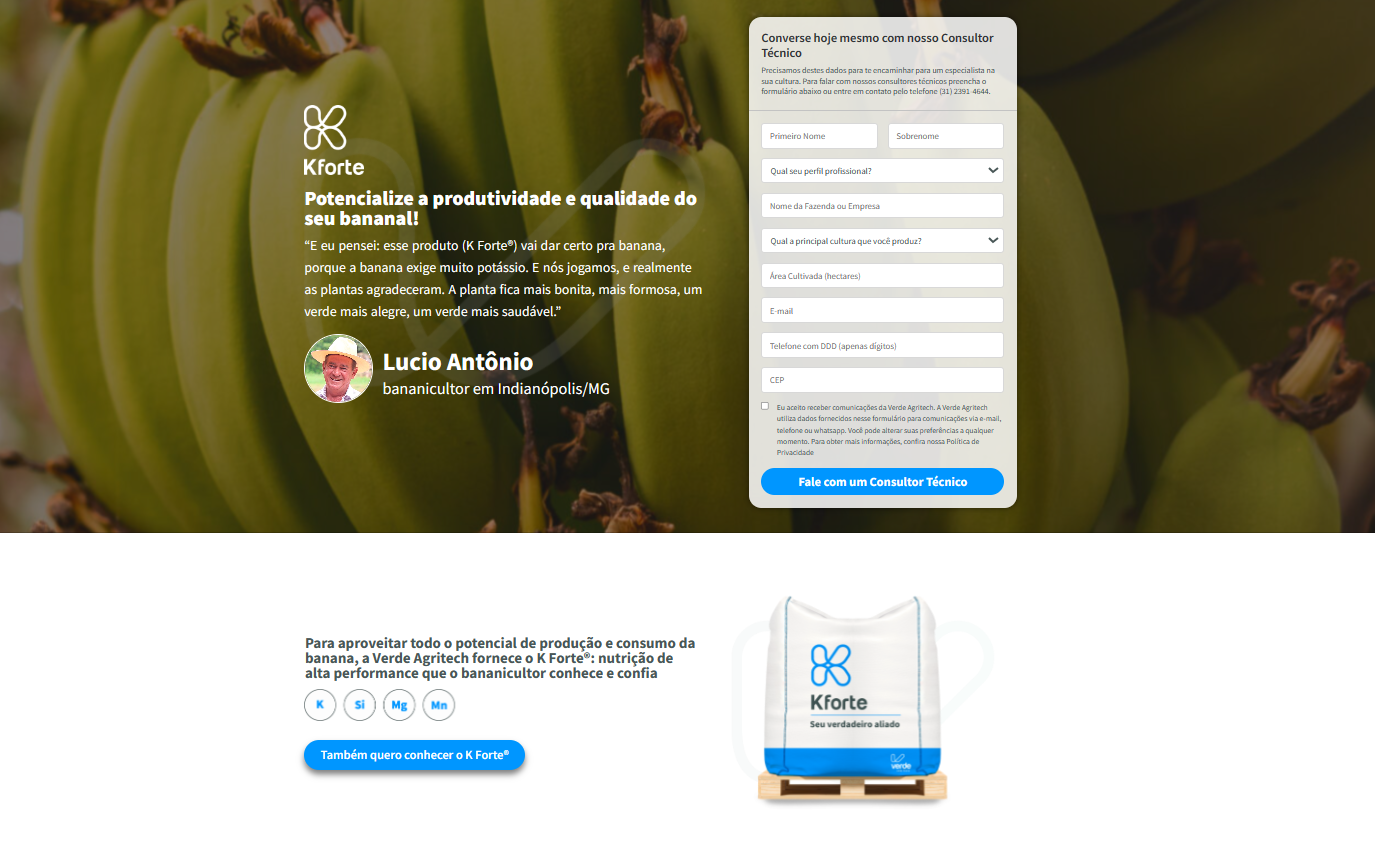 Kforte
Potencialize a produtividade e qualidade do
seu bananal!
“E eu pensei: esse produto (K Forte®) vai dar certo pra banana,
porque a banana exige muito potássio. E nós jogamos, e realmente
as plantas agradeceram. A planta fica mais bonita, mais formosa, um
verde mais alegre, um verde mais saudável.”
Lucio Antônio
bananicultor em Indianópolis/MG
Converse hoje mesmo com nosso Consultor
Técnico
Precisamos destes dados para te encaminhar para um especialista na
sua cultura. Para falar com nossos consultores técnicos preencha o
formulário abaixo ou entre em contato pelo telefone (31) 2391-4644.
Primeiro Nome
Sobrenome
Qual seu perfil profissional?
Nome da Fazenda ou Empresa
Qual a principal cultura que você produz?
Área Cultivada (hectares)
E-mail
Telefone com DDD (apenas dígitos)
CEP
Eu aceito receber comunicações da Verde Agritech. A Verde Agritech
utiliza dados fornecidos nesse formulário para comunicações via e-mail,
telefone ou whatsapp. Você pode alterar suas preferências a qualquer
momento. Para obter mais informações, confira nossa Política de
Privacidade
Fale com um Consultor Técnico
Para aproveitar todo o potencial de produção e consumo da
banana, a Verde Agritech fornece o K Forte®: nutrição de
alta performance que o bananicultor conhece e confia
K Si Mg Mn
Também quero conhecer o K Forte®
Kforte
Seu verdadeiro aliado
verde